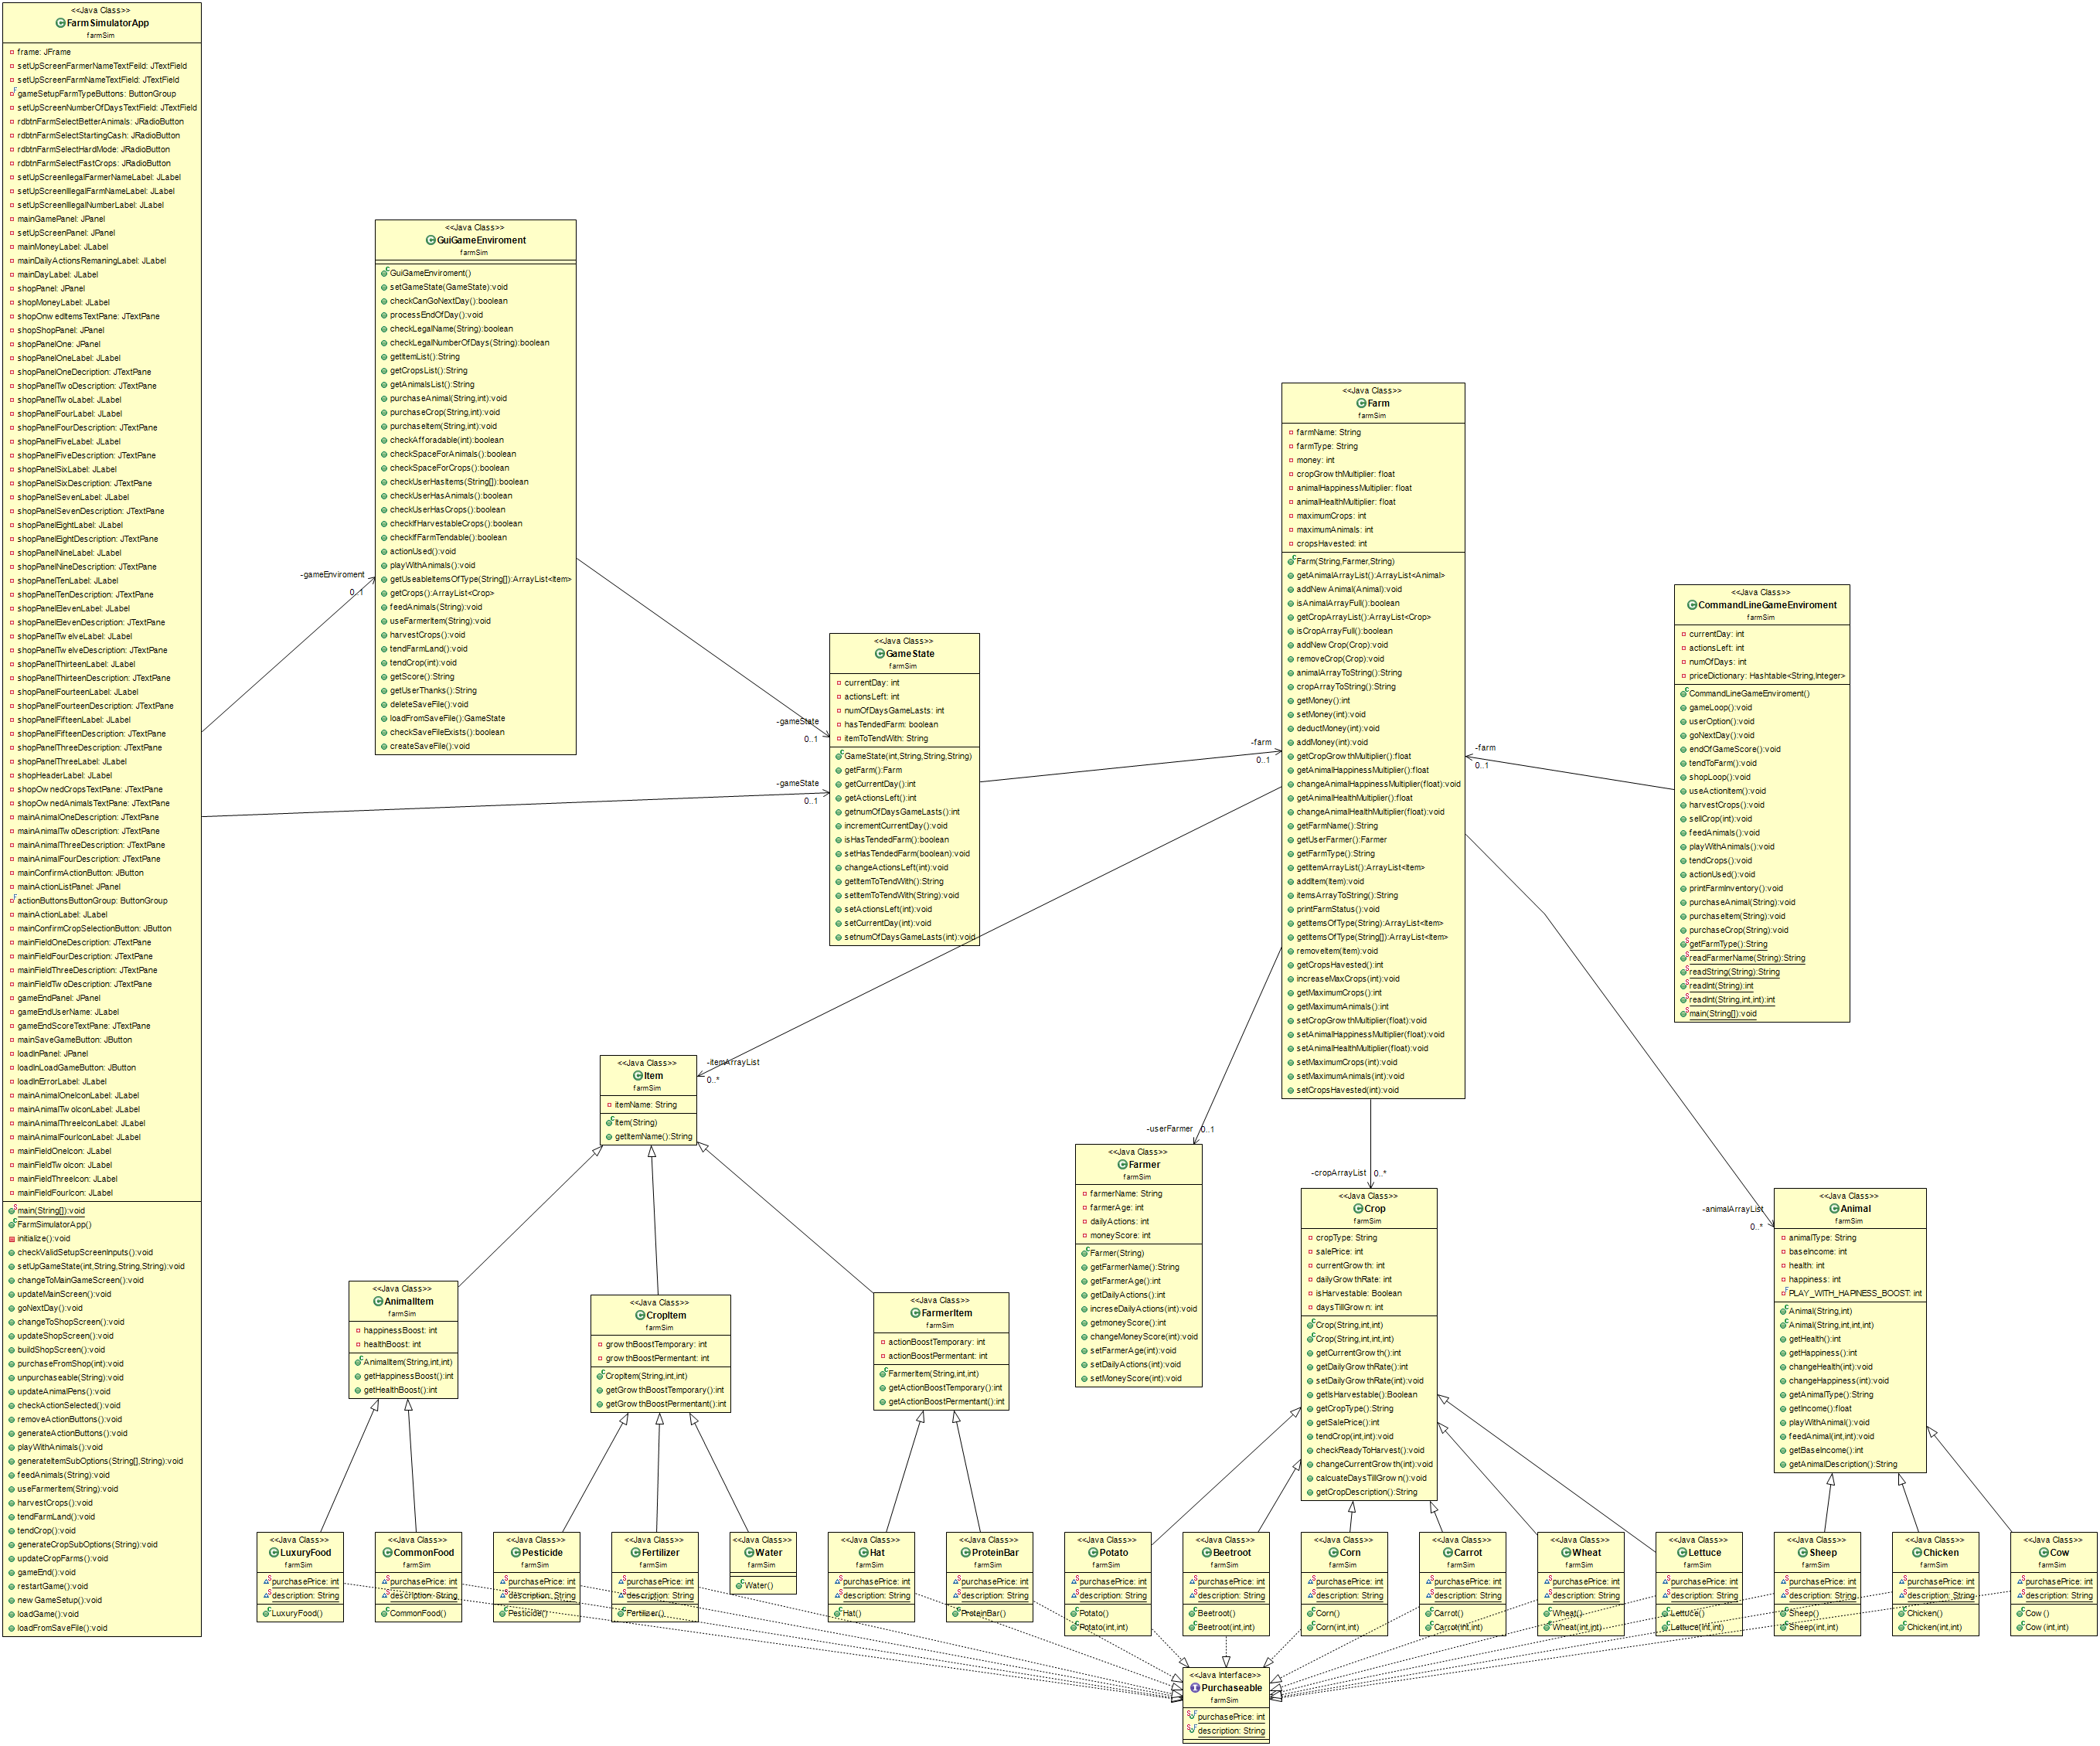 <<Java Class>>
FarmSimulatorApp
farmSim
frame: JFrame
setUpScreenFarmerNameTextFeild: JTextField
setUpScreenFarmNameTextField: JTextField
gameSetupFarmTypeButtons: ButtonGroup
setUpScreenNumberOfDaysTextField: JTextField
rdbtnFarmSelectBetterAnimals: JRadioButton
rdbtnFarmSelectStartingCash: JRadioButton
rdbtnFarmSelectHardMode: JRadioButton
rdbtnFarmSelectFastCrops: JRadioButton
setUpScreenIlegalFarmerNameLabel: JLabel
setUpScreenIllegalFarmNameLabel: JLabel
setUpScreenIllegalNumberLabel: JLabel
mainGamePanel: JPanel
setUpScreenPanel: JPanel
mainMoneyLabel: JLabel
mainDailyActionsRemaningLabel: JLabel
mainDayLabel: JLabel
shopPanel: JPanel
shopMoneyLabel: JLabel
shopOnwedItemsTextPane: JTextPane
shopShopPanel: JPanel
shopPanelOne: JPanel
shopPanelOneLabel: JLabel
shopPanelOneDecription: JTextPane
shopPanelTwoDescription: JTextPane
shopPanelTwoLabel: JLabel
shopPanelFourLabel: JLabel
shopPanelFourDescription: JTextPane
shopPanelFiveLabel: JLabel
shopPanelFiveDescription: JTextPane
shopPanelSixLabel: JLabel
shopPanelSixDescription: JTextPane
shopPanelSevenLabel: JLabel
shopPanelSevenDescription: JTextPane
shopPanelEightLabel: JLabel
shopPanelEightDescription: JTextPane
shopPanelNineLabel: JLabel
shopPanelNineDescription: JTextPane
shopPanelTenLabel: JLabel
shopPanelTenDescription: JTextPane
shopPanelElevenLabel: JLabel
shopPanelElevenDescription: JTextPane
shopPanelTwelveLabel: JLabel
shopPanelTwelveDescription: JTextPane
shopPanelThirteenLabel: JLabel
shopPanelThirteenDescription: JTextPane
shopPanelFourteenLabel: JLabel
shopPanelFourteenDescription: JTextPane
shopPanelFifteenLabel: JLabel
shopPanelFifteenDescription: JTextPane
shopPanelThreeDescription: JTextPane
shopPanelThreeLabel: JLabel
shopHeaderLabel: JLabel
shopOwnedCropsTextPane: JTextPane
shopOwnedAnimalsTextPane: JTextPane
mainAnimalOneDescription: JTextPane
mainAnimalTwoDescription: JTextPane
mainAnimalThreeDescription: JTextPane
mainAnimalFourDescription: JTextPane
mainConfirmActionButton: JButton
mainActionListPanel: JPanel
actionButtonsButtonGroup: ButtonGroup
mainActionLabel: JLabel
mainConfirmCropSelectionButton: JButton
mainFieldOneDescription: JTextPane
mainFieldFourDescription: JTextPane
mainFieldThreeDescription: JTextPane
mainFieldTwoDescription: JTextPane
gameEndPanel: JPanel
gameEndUserName: JLabel
gameEndScoreTextPane: JTextPane
mainSaveGameButton: JButton
loadInPanel: JPanel
loadInLoadGameButton: JButton
loadInErrorLabel: JLabel
mainAnimalOneIconLabel: JLabel
mainAnimalTwoIconLabel: JLabel
mainAnimalThreeIconLabel: JLabel
mainAnimalFourIconLabel: JLabel
mainFieldOneIcon: JLabel
mainFieldTwoIcon: JLabel
mainFieldThreeIcon: JLabel
mainFieldFourIcon: JLabel
main(String[]):void
FarmSimulatorApp()
initialize():void
checkValidSetupScreenInputs():void
setUpGameState(int,String,String,String):void
changeToMainGameScreen():void
updateMainScreen():void
goNextDay():void
changeToShopScreen():void
updateShopScreen():void
buildShopScreen():void
purchaseFromShop(int):void
unpurchaseable(String):void
updateAnimalPens():void
checkActionSelected():void
removeActionButtons():void
generateActionButtons():void
playWithAnimals():void
generateItemSubOptions(String[],String):void
feedAnimals(String):void
useFarmerItem(String):void
harvestCrops():void
tendFarmLand():void
tendCrop():void
generateCropSubOptions(String):void
updateCropFarms():void
gameEnd():void
restartGame():void
newGameSetup():void
loadGame():void
loadFromSaveFile():void
-gameEnviroment
0..1
<<Java Class>>
GuiGameEnviroment
farmSim
GuiGameEnviroment()
setGameState(GameState):void
checkCanGoNextDay():boolean
processEndOfDay():void
checkLegalName(String):boolean
checkLegalNumberOfDays(String):boolean
getItemList():String
getCropsList():String
getAnimalsList():String
purchaseAnimal(String,int):void
purchaseCrop(String,int):void
purchaseItem(String,int):void
checkAfforadable(int):boolean
checkSpaceForAnimals():boolean
checkSpaceForCrops():boolean
checkUserHasItems(String[]):boolean
checkUserHasAnimals():boolean
checkUserHasCrops():boolean
checkIfHarvestableCrops():boolean
checkIfFarmTendable():boolean
actionUsed():void
playWithAnimals():void
getUseableItemsOfType(String[]):ArrayList<Item>
getCrops():ArrayList<Crop>
feedAnimals(String):void
useFarmerItem(String):void
harvestCrops():void
tendFarmLand():void
tendCrop(int):void
getScore():String
getUserThanks():String
deleteSaveFile():void
loadFromSaveFile():GameState
checkSaveFileExists():boolean
createSaveFile():void
-gameState
0..1
-gameState
0..1
<<Java Class>>
GameState
farmSim
currentDay: int
actionsLeft: int
numOfDaysGameLasts: int
hasTendedFarm: boolean
itemToTendWith: String
GameState(int,String,String,String)
getFarm():Farm
getCurrentDay():int
getActionsLeft():int
getnumOfDaysGameLasts():int
incrementCurrentDay():void
isHasTendedFarm():boolean
setHasTendedFarm(boolean):void
changeActionsLeft(int):void
getItemToTendWith():String
setItemToTendWith(String):void
setActionsLeft(int):void
setCurrentDay(int):void
setnumOfDaysGameLasts(int):void
-farm
0..1
<<Java Class>>
Farm
farmSim
farmName: String
farmType: String
money: int
cropGrowthMultiplier: float
animalHappinessMultiplier: float
animalHealthMultiplier: float
maximumCrops: int
maximumAnimals: int
cropsHavested: int
Farm(String,Farmer,String)
getAnimalArrayList():ArrayList<Animal>
addNewAnimal(Animal):void
isAnimalArrayFull():boolean
getCropArrayList():ArrayList<Crop>
isCropArrayFull():boolean
addNewCrop(Crop):void
removeCrop(Crop):void
animalArrayToString():String
cropArrayToString():String
getMoney():int
setMoney(int):void
deductMoney(int):void
addMoney(int):void
getCropGrowthMultiplier():float
getAnimalHappinessMultiplier():float
changeAnimalHappinessMultiplier(float):void
getAnimalHealthMultiplier():float
changeAnimalHealthMultiplier(float):void
getFarmName():String
getUserFarmer():Farmer
getFarmType():String
getItemArrayList():ArrayList<Item>
addItem(Item):void
itemsArrayToString():String
printFarmStatus():void
getItemsOfType(String):ArrayList<Item>
getItemsOfType(String[]):ArrayList<Item>
removeItem(Item):void
getCropsHavested():int
increaseMaxCrops(int):void
getMaximumCrops():int
getMaximumAnimals():int
setCropGrowthMultiplier(float):void
setAnimalHappinessMultiplier(float):void
setAnimalHealthMultiplier(float):void
setMaximumCrops(int):void
setMaximumAnimals(int):void
setCropsHavested(int):void
-farm
0..1
<<Java Class>>
CommandLineGameEnviroment
farmSim
currentDay: int
actionsLeft: int
numOfDays: int
priceDictionary: Hashtable<String,Integer>
CommandLineGameEnviroment()
gameLoop():void
userOption():void
goNextDay():void
endOfGameScore():void
tendToFarm():void
shopLoop():void
useActionItem():void
harvestCrops():void
sellCrop(int):void
feedAnimals():void
playWithAnimals():void
tendCrops():void
actionUsed():void
printFarmInventory():void
purchaseAnimal(String):void
purchaseItem(String):void
purchaseCrop(String):void
getFarmType():String
readFarmerName(String):String
readString(String):String
readInt(String):int
readInt(String,int,int):int
main(String[]):void
-itemArrayList
0..*
<<Java Class>>
Item
farmSim
itemName: String
Item(String)
getItemName():String
-userFarmer
0..1
<<Java Class>>
Farmer
farmSim
farmerName: String
farmerAge: int
dailyActions: int
moneyScore: int
Farmer(String)
getFarmerName():String
getFarmerAge():int
getDailyActions():int
increseDailyActions(int):void
getmoneyScore():int
changeMoneyScore(int):void
setFarmerAge(int):void
setDailyActions(int):void
setMoneyScore(int):void
-cropArrayList
0..*
<<Java Class>>
Crop
farmSim
cropType: String
salePrice: int
currentGrowth: int
dailyGrowthRate: int
isHarvestable: Boolean
daysTillGrown: int
Crop(String,int,int)
Crop(String,int,int,int)
getCurrentGrowth():int
getDailyGrowthRate():int
setDailyGrowthRate(int):void
getIsHarvestable():Boolean
getCropType():String
getSalePrice():int
tendCrop(int,int):void
checkReadyToHarvest():void
changeCurrentGrowth(int):void
calcuateDaysTillGrown():void
getCropDescription():String
-animalArrayList
0..*
<<Java Class>>
Animal
farmSim
animalType: String
baseIncome: int
health: int
happiness: int
PLAY_WITH_HAPINESS_BOOST: int
Animal(String,int)
Animal(String,int,int,int)
getHealth():int
getHappiness():int
changeHealth(int):void
changeHappiness(int):void
getAnimalType():String
getIncome():float
playWithAnimal():void
feedAnimal(int,int):void
getBaseIncome():int
getAnimalDescription():String
<<Java Class>>
AnimalItem
farmSim
happinessBoost: int
healthBoost: int
AnimalItem(String,int,int)
getHappinessBoost():int
getHealthBoost():int
<<Java Class>>
CropItem
farmSim
growthBoostTemporary: int
growthBoostPermentant: int
CropItem(String,int,int)
getGrowthBoostTemporary():int
getGrowthBoostPermentant():int
<<Java Class>>
FarmerItem
farmSim
actionBoostTemporary: int
actionBoostPermentant: int
FarmerItem(String,int,int)
getActionBoostTemporary():int
getActionBoostPermentant():int
<<Java Class>>
LuxuryFood
farmSim
purchasePrice: int
description: String
LuxuryFood()
<<Java Class>>
CommonFood
farmSim
purchasePrice: int
description: String
CommonFood()
<<Java Class>>
Pesticide
farmSim
purchasePrice: int
description: String
Pesticide()
<<Java Class>>
Fertilizer
farmSim
purchasePrice: int
description: String
Fertilizer()
<<Java Class>>
Water
farmSim
Water()
<<Java Class>>
Hat
farmSim
purchasePrice: int
description: String
Hat()
<<Java Class>>
ProteinBar
farmSim
purchasePrice: int
description: String
ProteinBar()
<<Java Class>>
Potato
farmSim
purchasePrice: int
description: String
Potato()
Potato(int,int)
<<Java Class>>
Beetroot
farmSim
purchasePrice: int
description: String
Beetroot()
Beetroot(int,int)
<<Java Class>>
Corn
farmSim
purchasePrice: int
description: String
Corn()
Corn(int,int)
<<Java Class>>
Carrot
farmSim
purchasePrice: int
description: String
Carrot()
Carrot(int,int)
<<Java Class>>
Wheat
farmSim
purchasePrice: int
description: String
Wheat()
Wheat(int,int)
<<Java Class>>
Lettuce
farmSim
purchasePrice: int
description: String
Lettuce()
Lettuce(int,int)
<<Java Class>>
Sheep
farmSim
purchasePrice: int
description: String
Sheep()
Sheep(int,int)
<<Java Class>>
Chicken
farmSim
purchasePrice: int
description: String
Chicken()
Chicken(int,int)
<<Java Class>>
Cow
farmSim
purchasePrice: int
description: String
Cow()
Cow(int,int)
<<Java Interface>>
Purchaseable
farmSim
purchasePrice: int
description: String